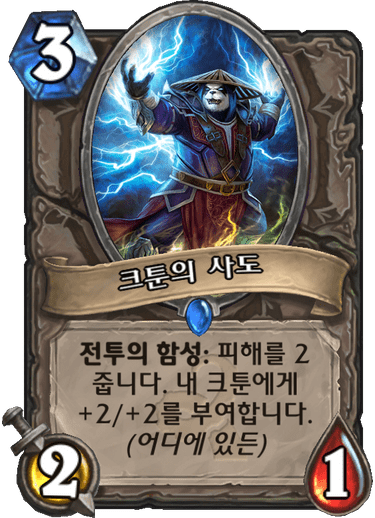 3
크툰의 사도
전투의 함성: 피해를 2
줍니다. 내 크툰에게
+2/+2를 부여합니다.
(어디에 있든)
2
1